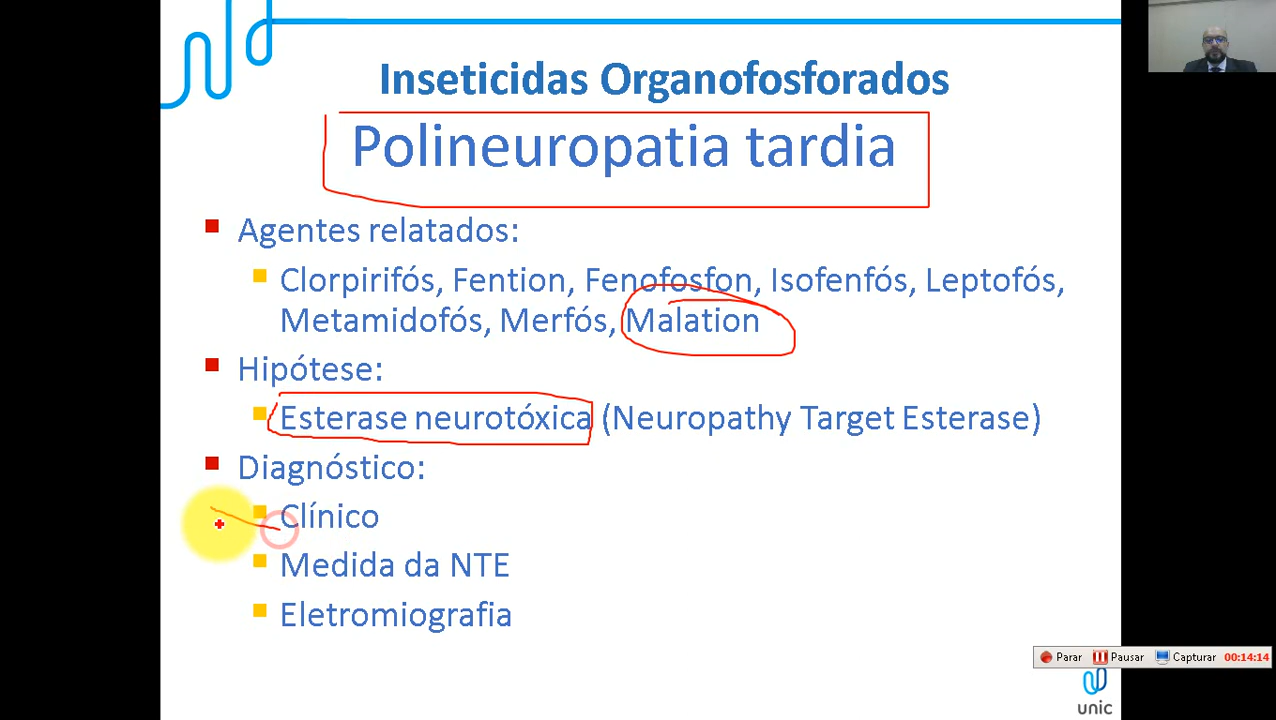 Inseticidas Organofosforados
Polineuropatia tardia
Agentes relatados:
Clorpirifós, Fention, Fenofosfon, Isofenfós, Leptofós,
Metamidofós, Merfós, Malation
Hipótese:
Esterase neurotóxica (Neuropathy Target Esterase)
Diagnóstico:
Clínico
Medida da NTE
Eletromiografia
Parar Pausar Capturar 00:14:14
unic